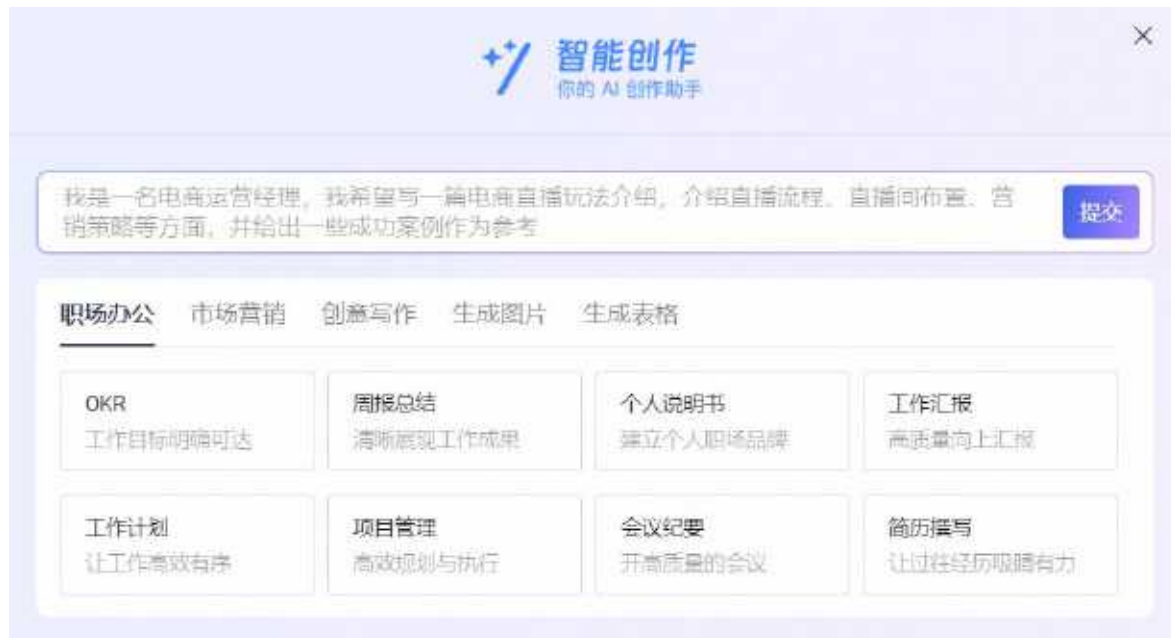 智能创作
你的 AI 创作助手
我是一名电商运营经理，我希望写一篇电商直播玩法介绍，介绍直播流程、直播间布置、营
销策略等方面，并给出一些成功案例作为参考
提交
职场办公 市场营销 创意写作 生成图片 生成表格
OKR 周报总结 个人说明书 工作汇报
工作目标明确可达 清晰展现工作成果 建立个人职场品牌 高质量向上汇报
工作计划 项目管理 会议纪要 简历撰写
让工作高效有序 高效规划与执行 开高质量的会议 让过往经历吸睛有力